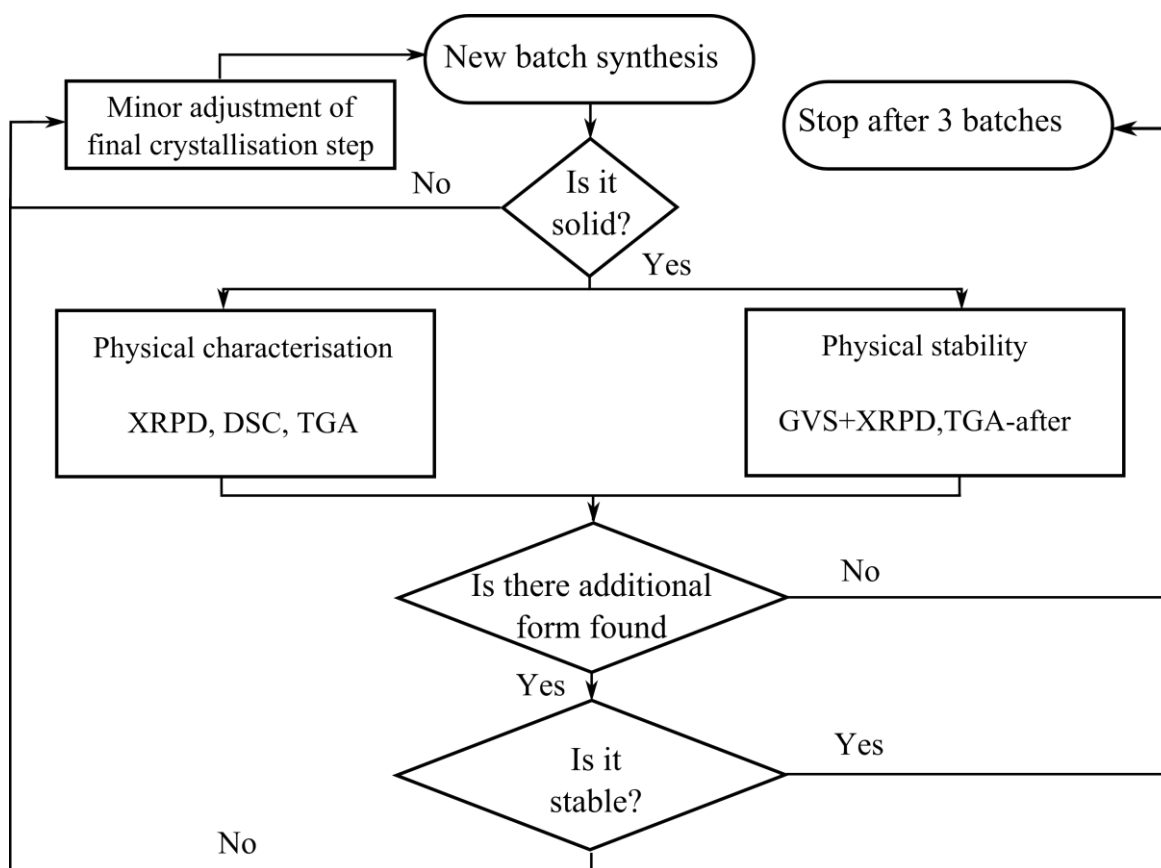 New batch synthesis
Minor adjustment of
final crystallisation step
Stop after 3 batches
Is it
solid?
No
Yes
Physical characterisation
XRPD, DSC, TGA
Physical stability
GVS+XRPD,TGA-after
Is there additional
form found
No
Yes
Is it
stable?
Yes
No